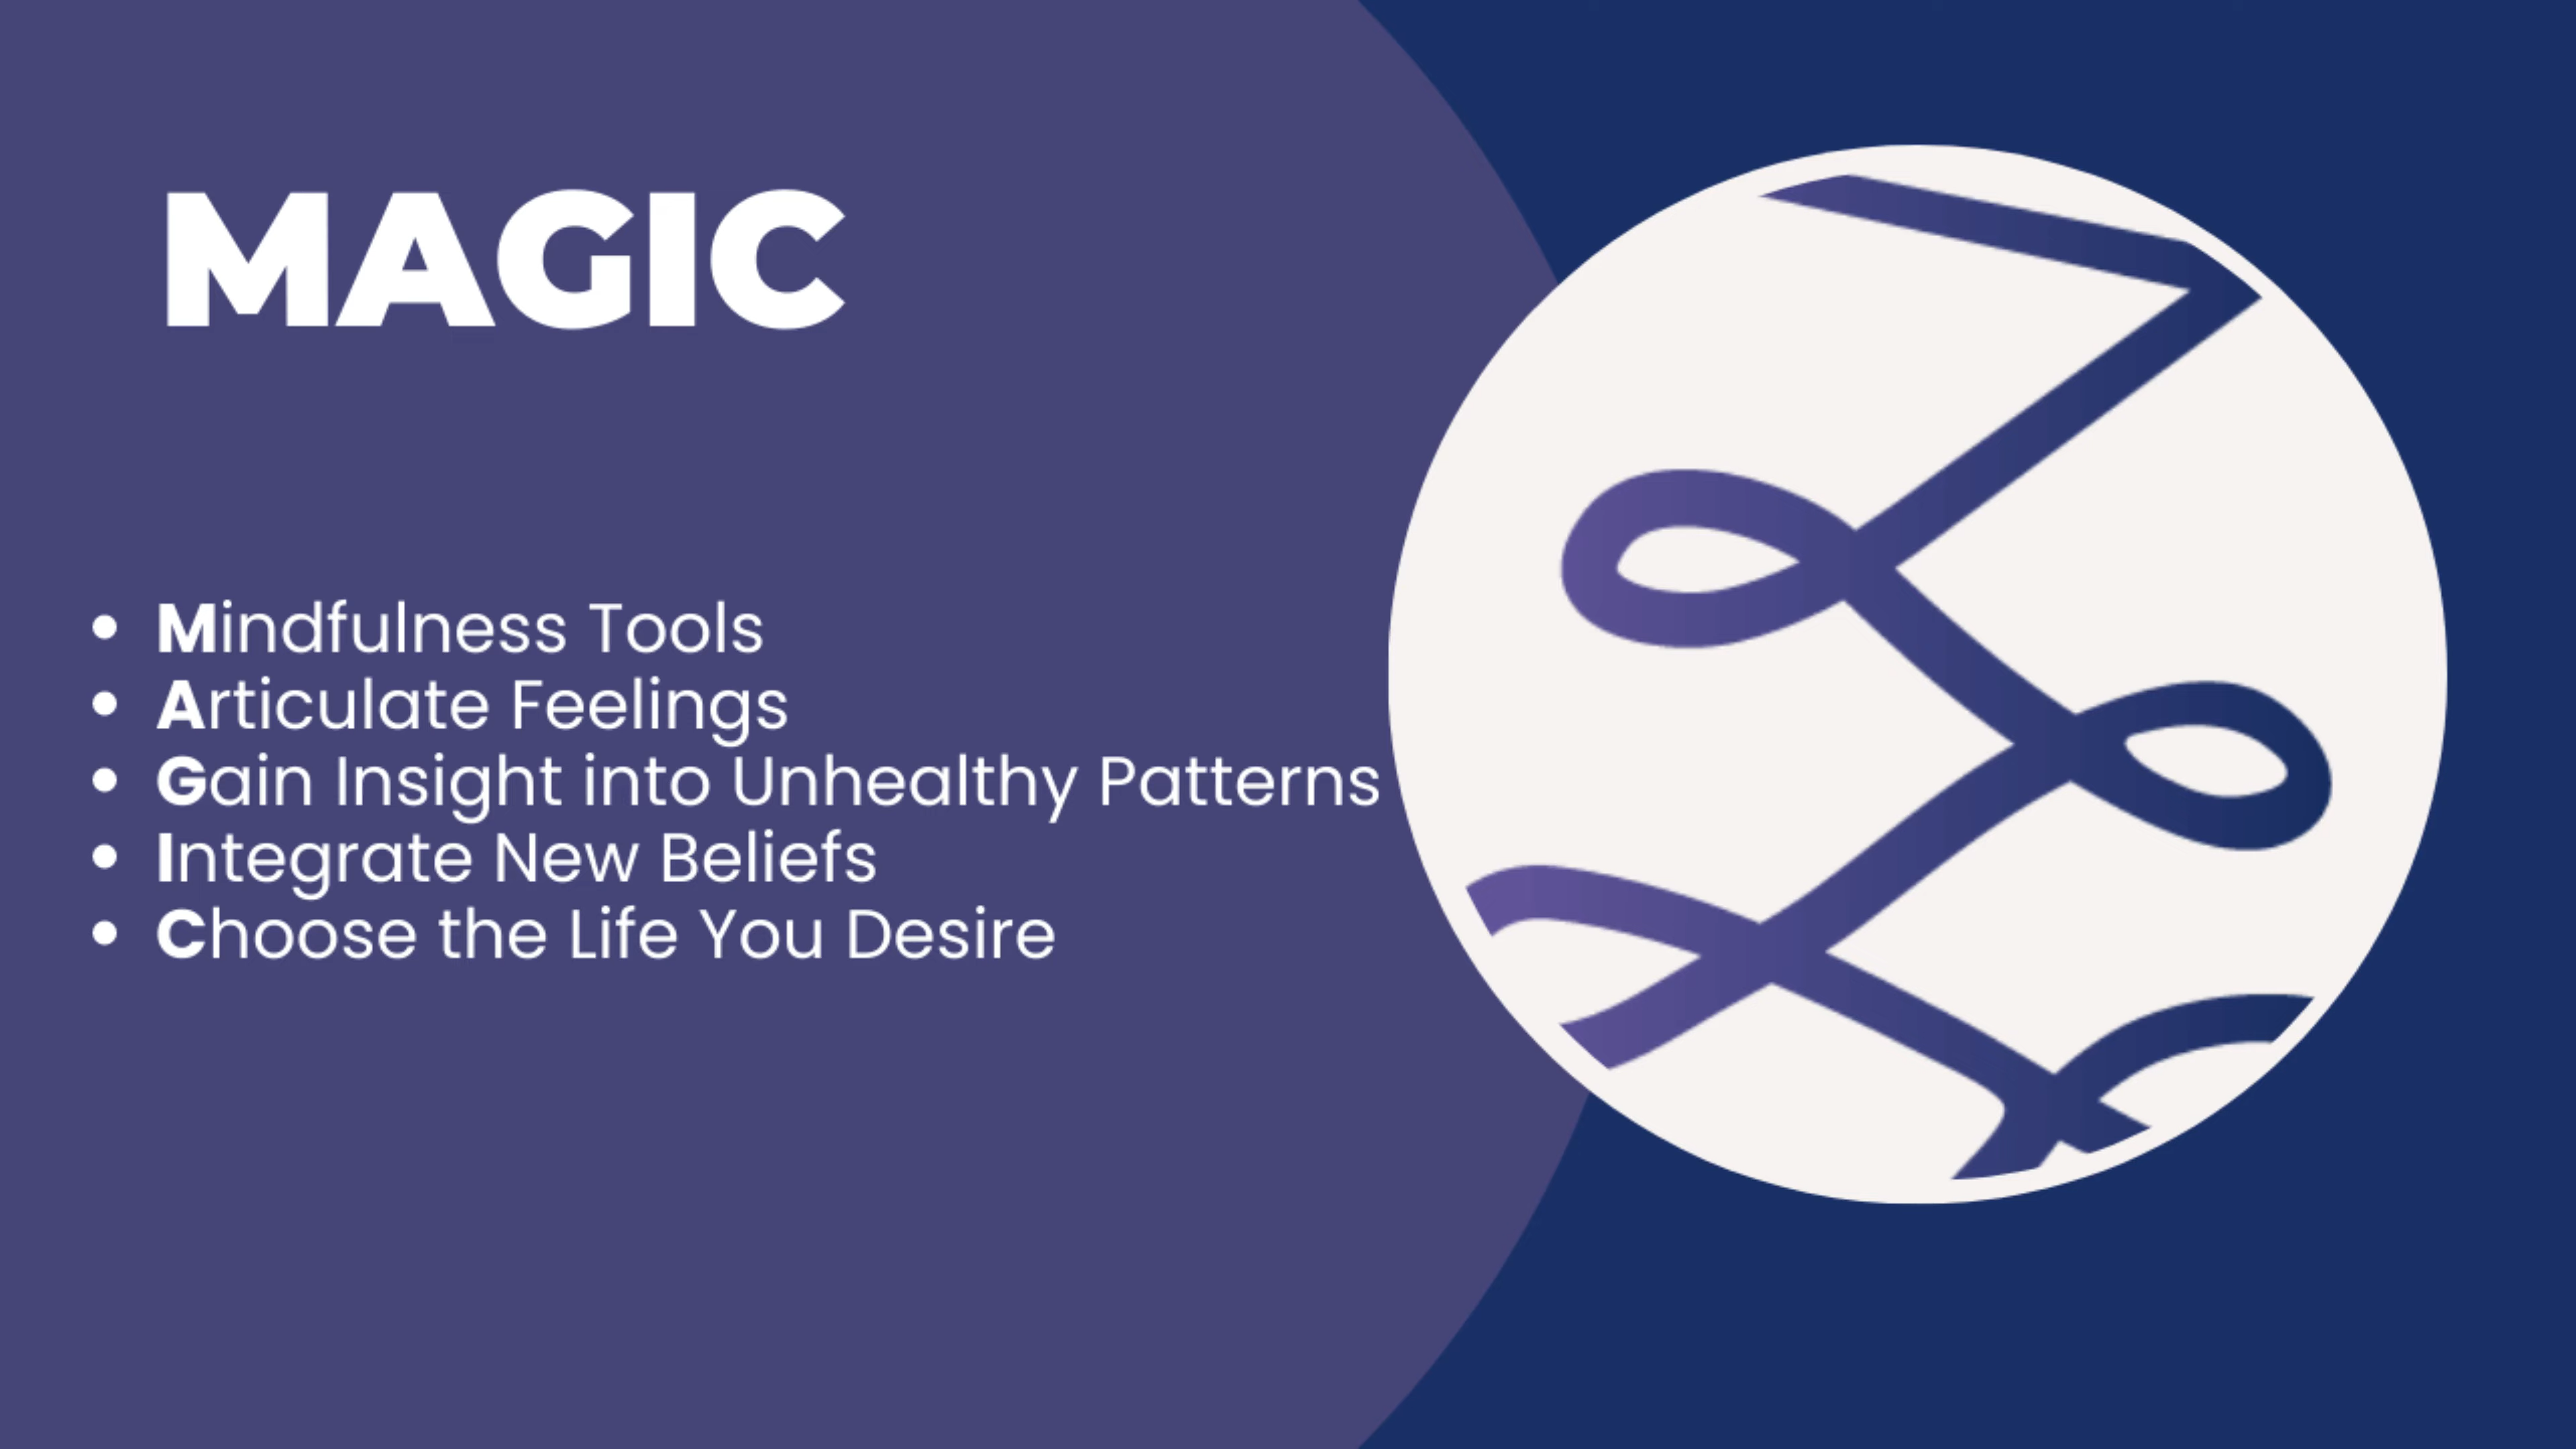 MAGIC
• Mindfulness Tools
• Articulate Feelings
• Gain Insight into Unhealthy Patterns
• Integrate New Beliefs
• Choose the Life You Desire